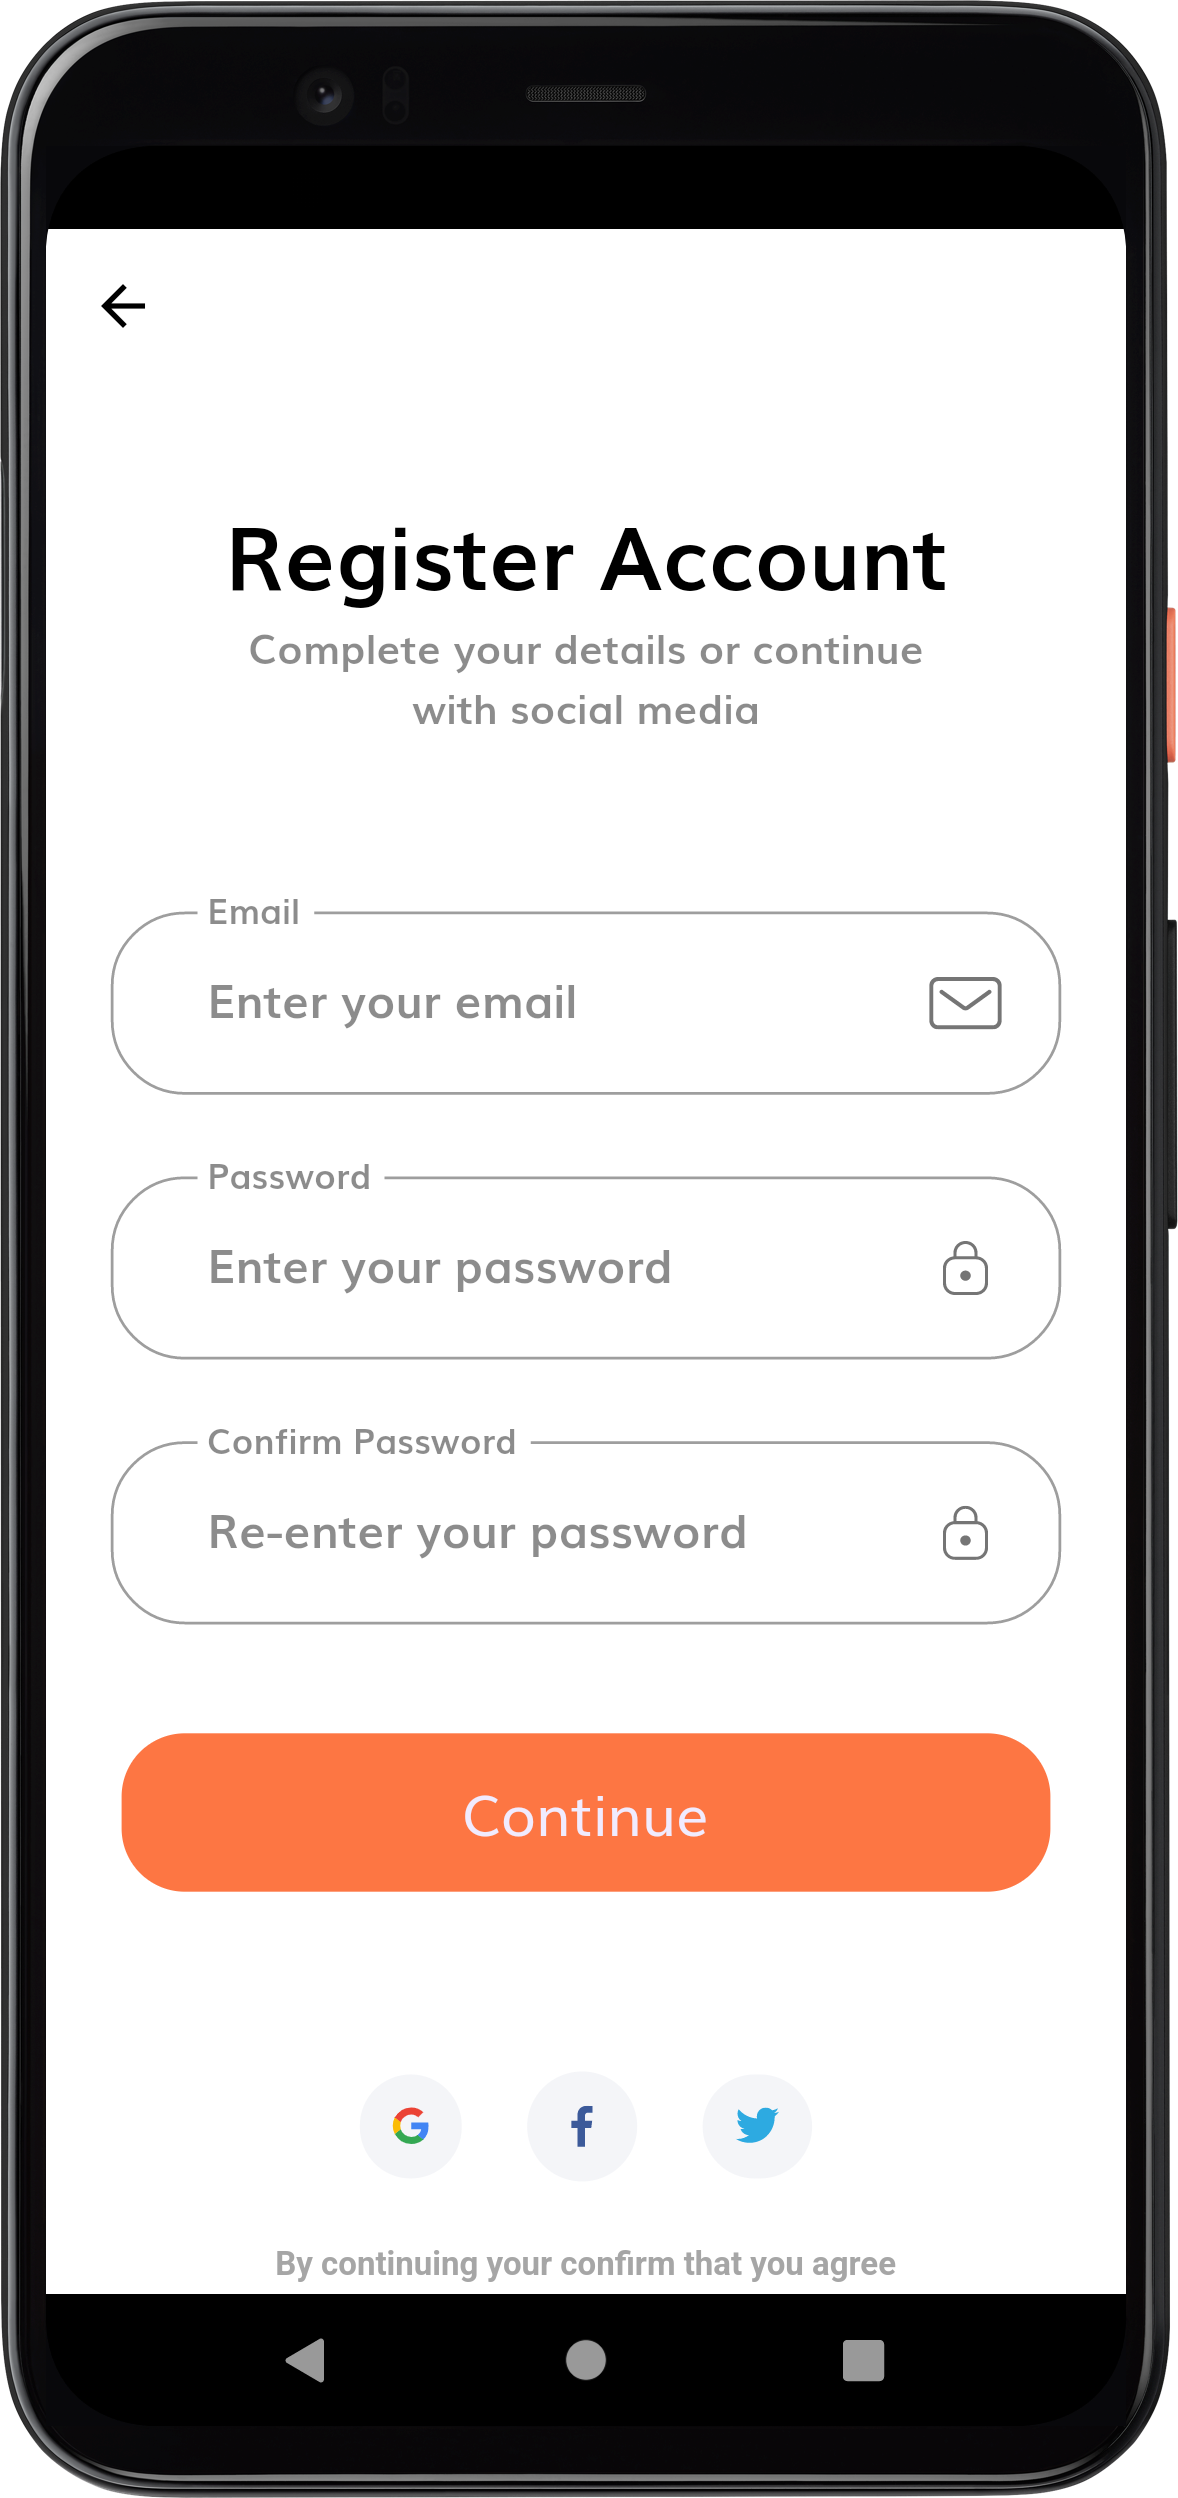 Register Account
Complete your details or continue
with social media
Email
Enter your email
Password
Enter your password
Confirm Password
Re-enter your password
Continue
By continuing your confirm that you agree